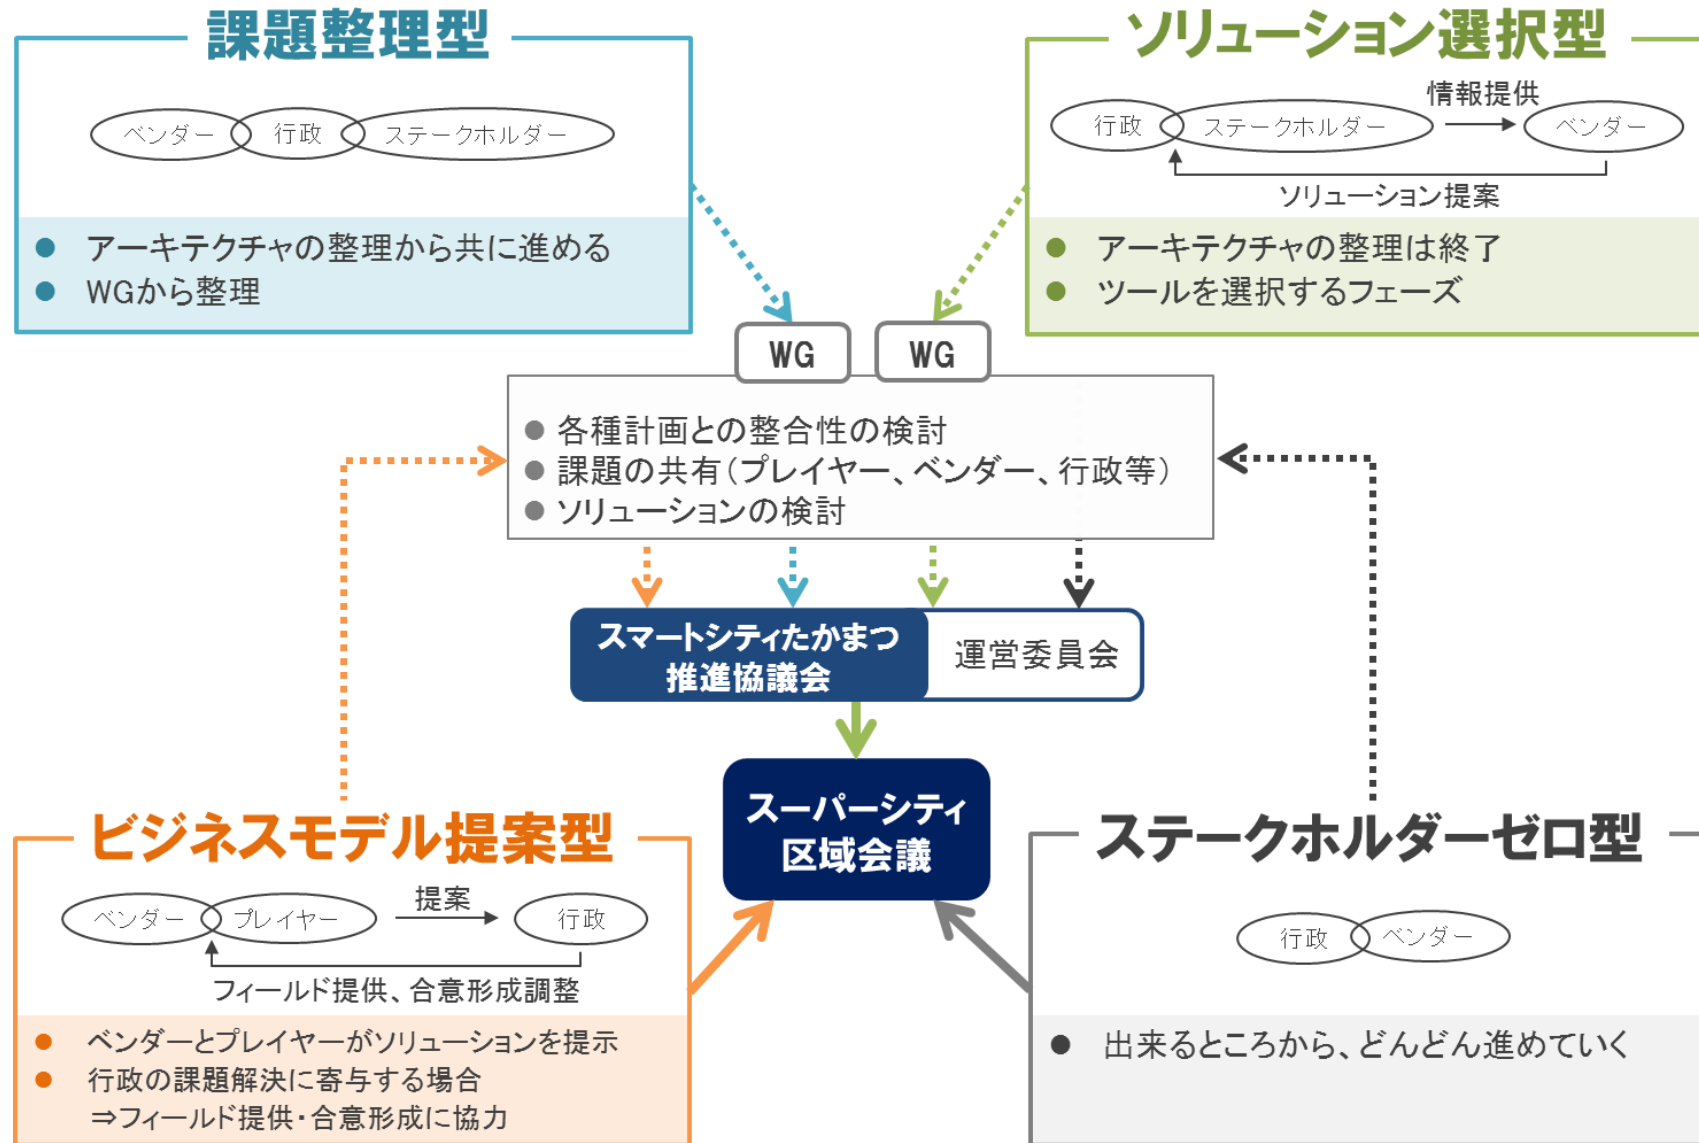 課題整理型
ベンダー 行政 ステークホルダー
● アーキテクチャの整理から共に進める
● WGから整理
ソリューション選択型
情報提供
行政 ステークホルダー ベンダー
ソリューション提案
● アーキテクチャの整理は終了
● ツールを選択するフェーズ
WG WG
● 各種計画との整合性の検討
● 課題の共有（プレイヤー、ベンダー、行政等）
● ソリューションの検討
スマートシティたかまつ
推進協議会
運営委員会
スーパーシティ
区域会議
ビジネスモデル提案型
提案
ベンダー プレイヤー 行政
フィールド提供、合意形成調整
● ベンダーとプレイヤーがソリューションを提示
● 行政の課題解決に寄与する場合
⇒フィールド提供・合意形成に協力
ステークホルダーゼロ型
行政 ベンダー
● 出来るところから、どんどん進めていく